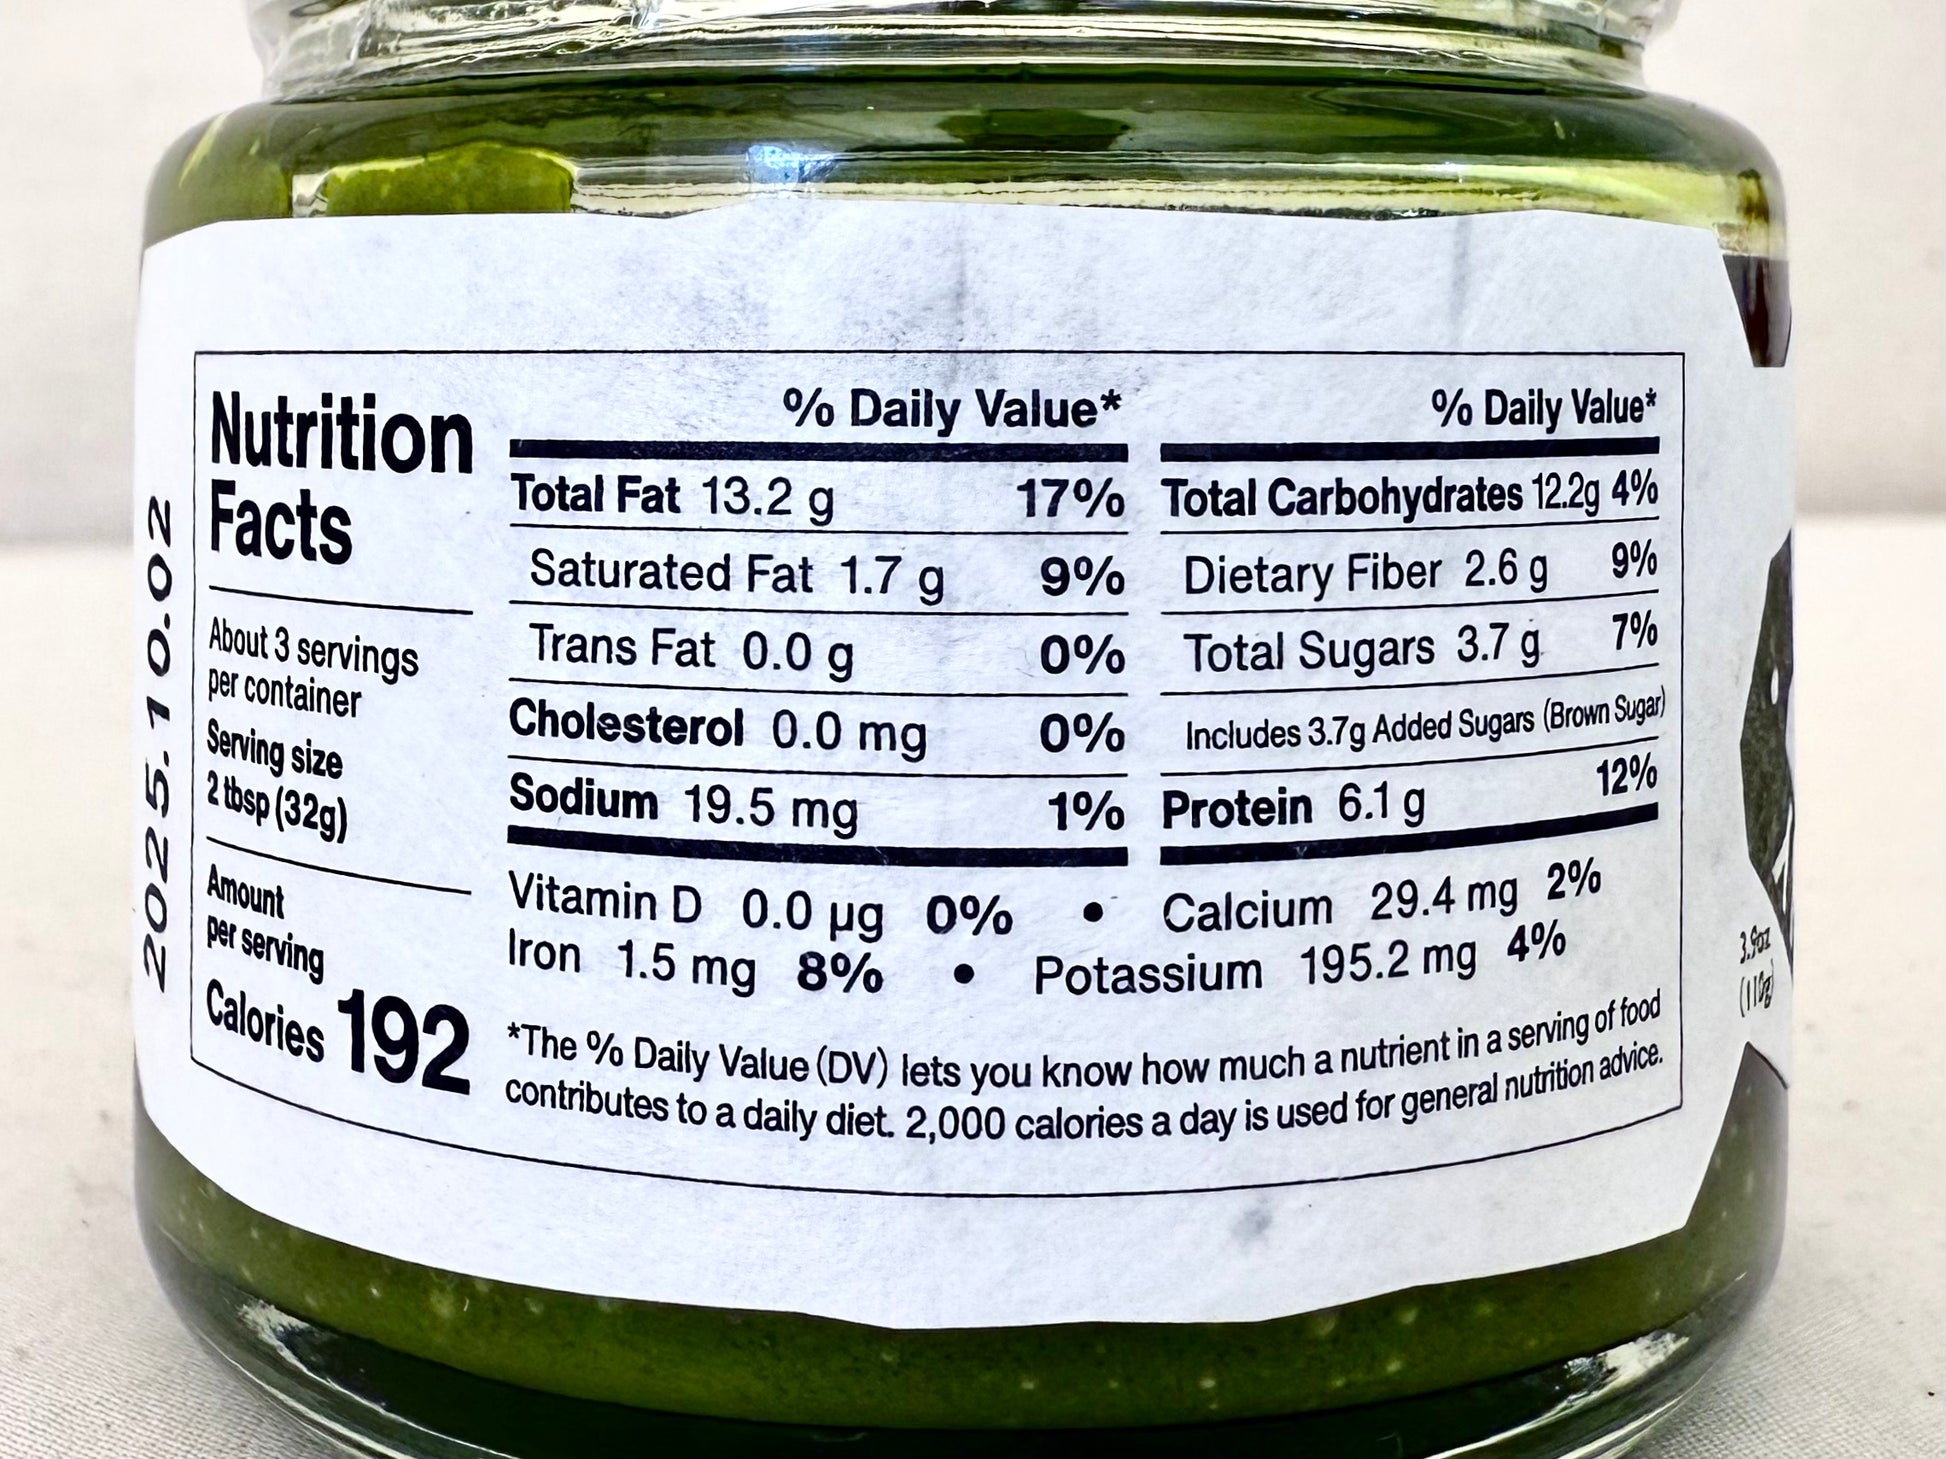 2025.10.02
Nutrition
Facts
About 3 servings
per container
Serving size
2 tbsp (32g)
Amount
per serving
Calories 192
% Daily Value*
Total Fat 13.2 g 17%
Saturated Fat 1.7 g 9%
Trans Fat 0.0 g 0%
Cholesterol 0.0 mg 0%
Sodium 19.5 mg 1%
% Daily Value*
Total Carbohydrates 12.2g 4%
Dietary Fiber 2.6 g 9%
Total Sugars 3.7 g 7%
Includes 3.7g Added Sugars (Brown Sugar)
Protein 6.1 g 12%
Vitamin D 0.0 µg 0% • Calcium 29.4 mg 2%
Iron 1.5 mg 8% • Potassium 195.2 mg 4%
*The % Daily Value (DV) lets you know how much a nutrient in a serving of food
contributes to a daily diet. 2,000 calories a day is used for general nutrition advice.
3.9oz
(110g)